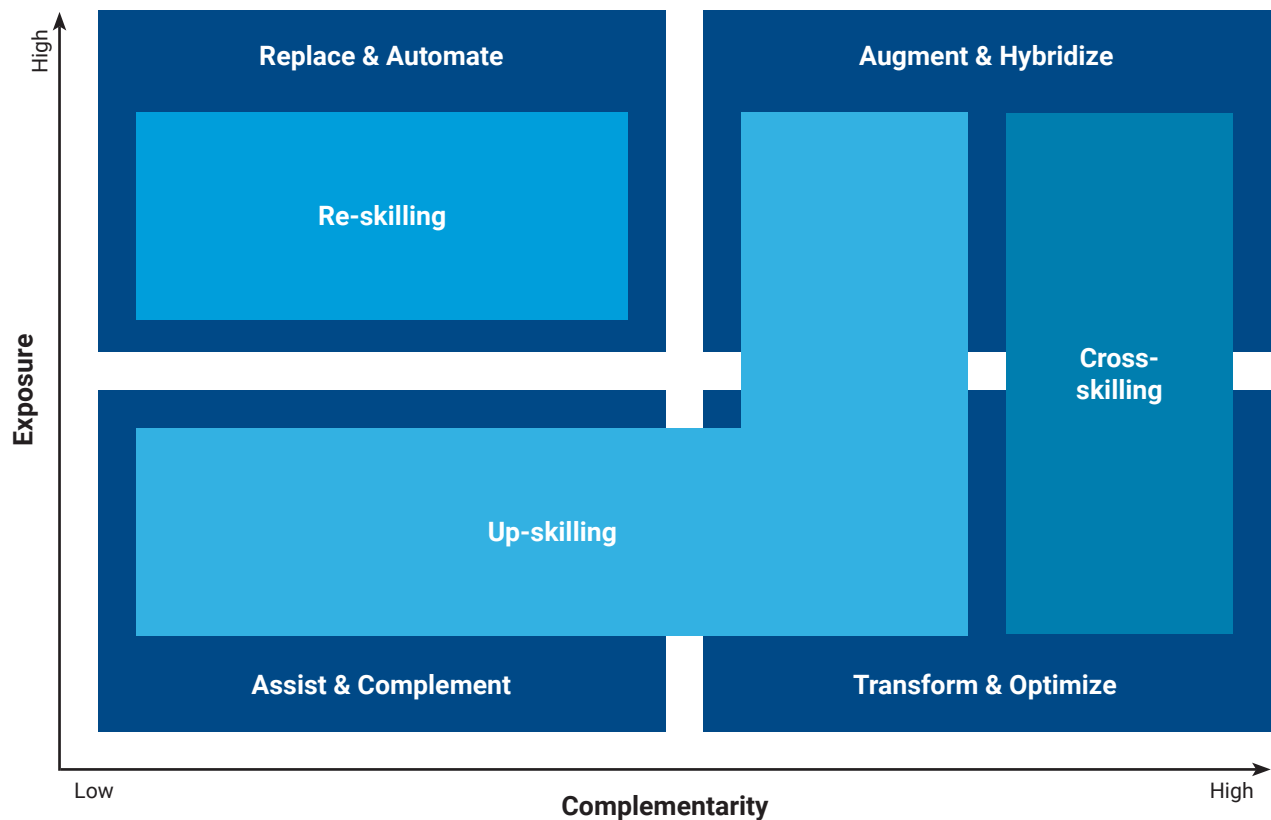 High
Replace & Automate
Augment & Hybridize
Re-skilling
Cross-
skilling
Exposure
Up-skilling
Assist & Complement
Transform & Optimize
Low
High
Complementarity